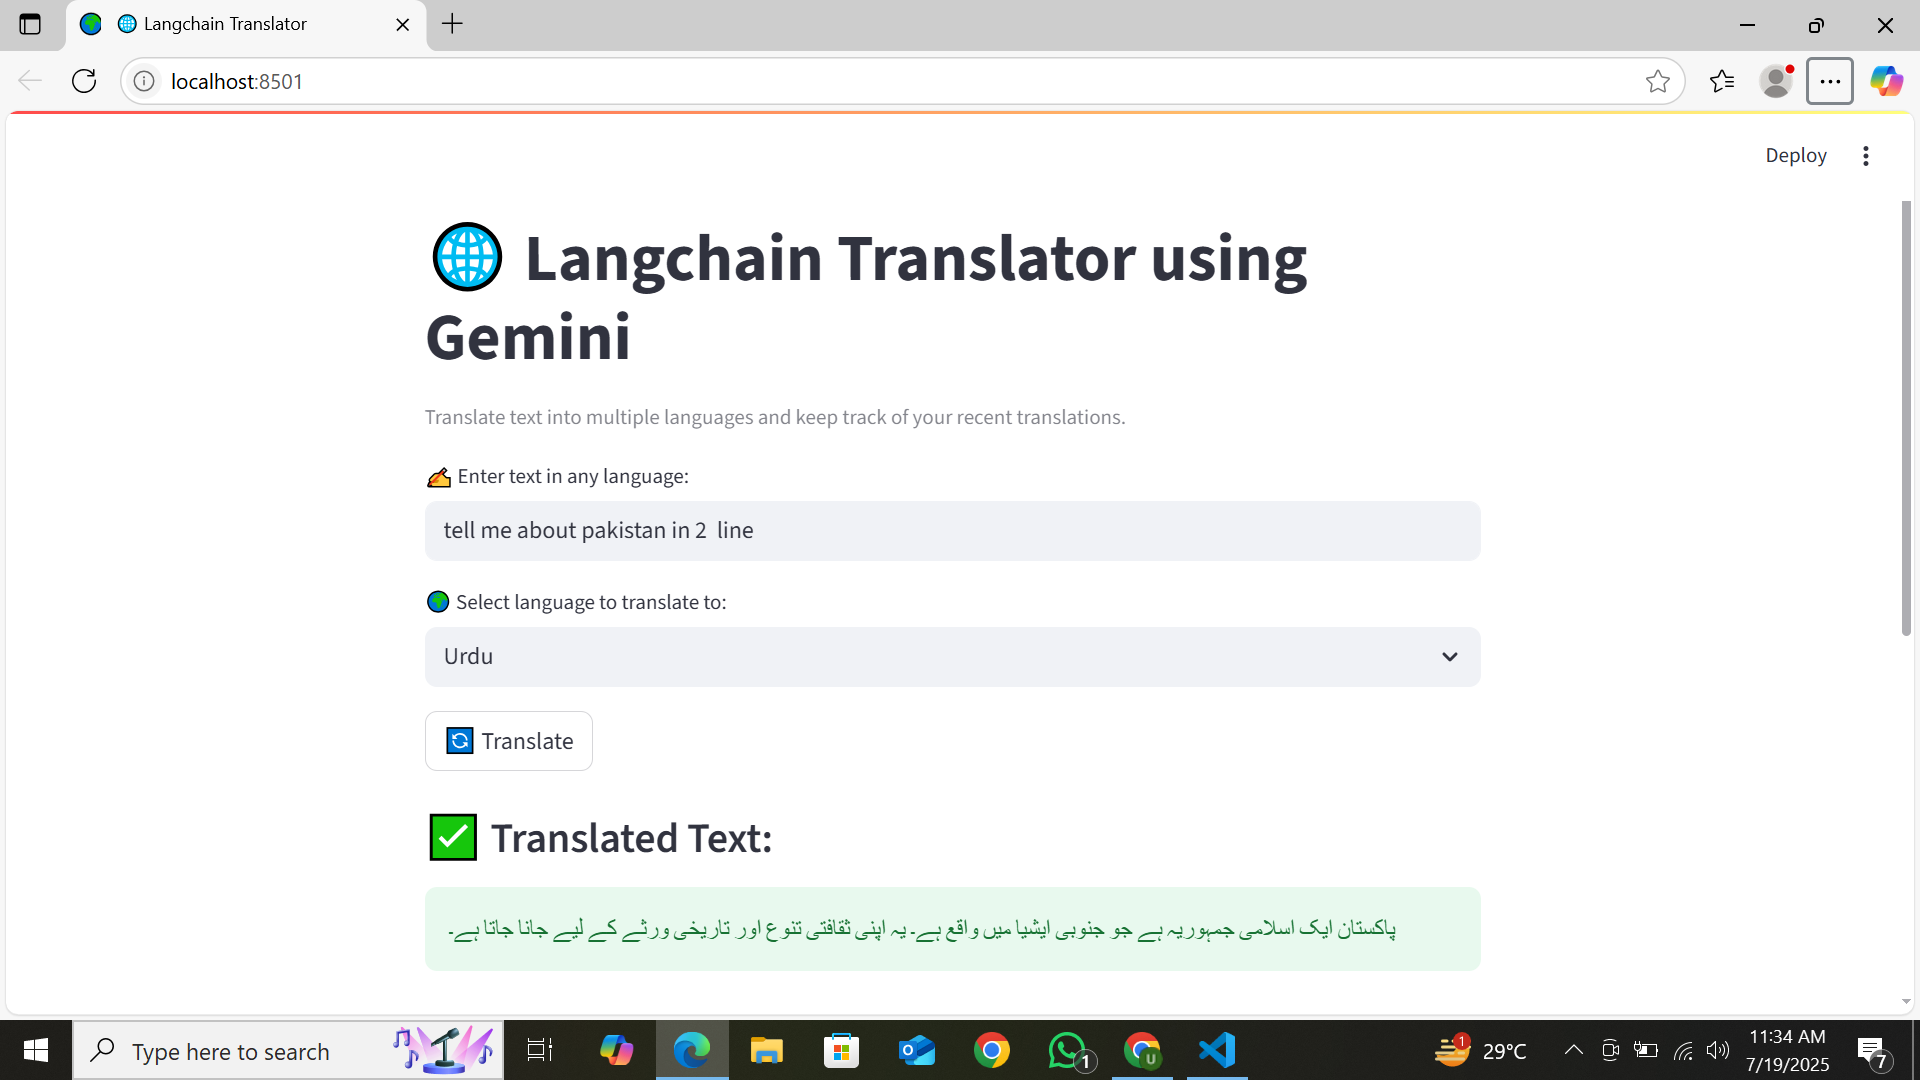 Langchain Translator
localhost:8501
Deploy
Langchain Translator using
Gemini
Translate text into multiple languages and keep track of your recent translations.
Enter text in any language:
tell me about pakistan in 2  line
Select language to translate to:
Urdu
Translate
Translated Text:
پاکستان ایک اسلامی جمہوریہ ہے جو جنوبی ایشیا میں واقع ہے۔ یہ اپنی ثقافتی تنوع اور تاریخی ورثے کے لیے جانا جاتا ہے۔
Type here to search
1
U
1
29°C
11:34 AM
7/19/2025
7